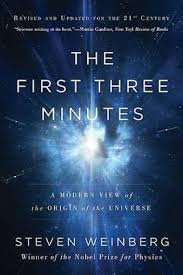 REVISED AND UPDATED FOR THE 21ST CENTURY
"Science writing at its best."—Martin Gardner, New York Review of Books
THE
FIRST THREE
MINUTES
A MODERN VIEW of
the ORIGIN of the UNIVERSE
STEVEN WEINBERG
Winner of the Nobel Prize for Physics